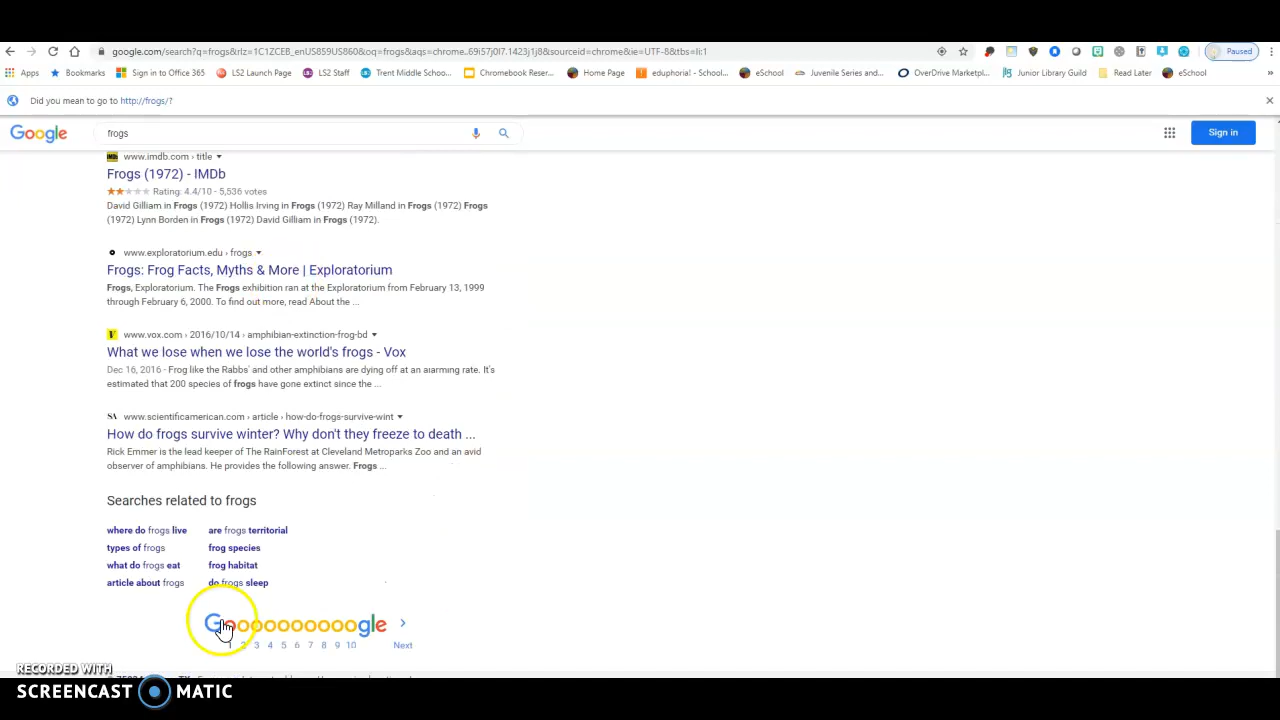 google.com/search?q=frogs&rlz=1C1ZCEB_enUS859US860&oq=frogs&aqs=chrome..69i57j0l7.1423j1j8&sourceid=chrome&ie=UTF-8&tbs=li:1
Paused
Apps Bookmarks Sign in to Office 365 LS2 Launch Page LS2 Staff Trent Middle Schoo... Chromebook Reser... Home Page eduphoria! - School... eSchool Juvenile Series and... OverDrive Marketpl... Junior Library Guild Read Later eSchool »
Did you mean to go to http://frogs/?
Google frogs Sign in
www.imdb.com › title
Frogs (1972) - IMDb
Rating: 4.4/10 - 5,536 votes
David Gilliam in Frogs (1972) Hollis Irving in Frogs (1972) Ray Milland in Frogs (1972) Frogs
(1972) Lynn Borden in Frogs (1972) David Gilliam in Frogs (1972).
www.exploratorium.edu › frogs
Frogs: Frog Facts, Myths & More | Exploratorium
Frogs, Exploratorium. The Frogs exhibition ran at the Exploratorium from February 13, 1999
through February 6, 2000. To find out more, read About the ...
www.vox.com › 2016/10/14 › amphibian-extinction-frog-bd
What we lose when we lose the world's frogs - Vox
Dec 16, 2016 - Frog like the Rabbs' and other amphibians are dying off at an alarming rate. It's
estimated that 200 species of frogs have gone extinct since the ...
SA www.scientificamerican.com › article › how-do-frogs-survive-wint
How do frogs survive winter? Why don't they freeze to death ...
Rick Emmer is the lead keeper of The RainForest at Cleveland Metroparks Zoo and an avid
observer of amphibians. He provides the following answer. Frogs ...
Searches related to frogs
where do frogs live are frogs territorial
types of frogs frog species
what do frogs eat frog habitat
article about frogs do frogs sleep
Goooooooooogle ›
1 2 3 4 5 6 7 8 9 10 Next
RECORDED WITH
SCREENCAST MATIC